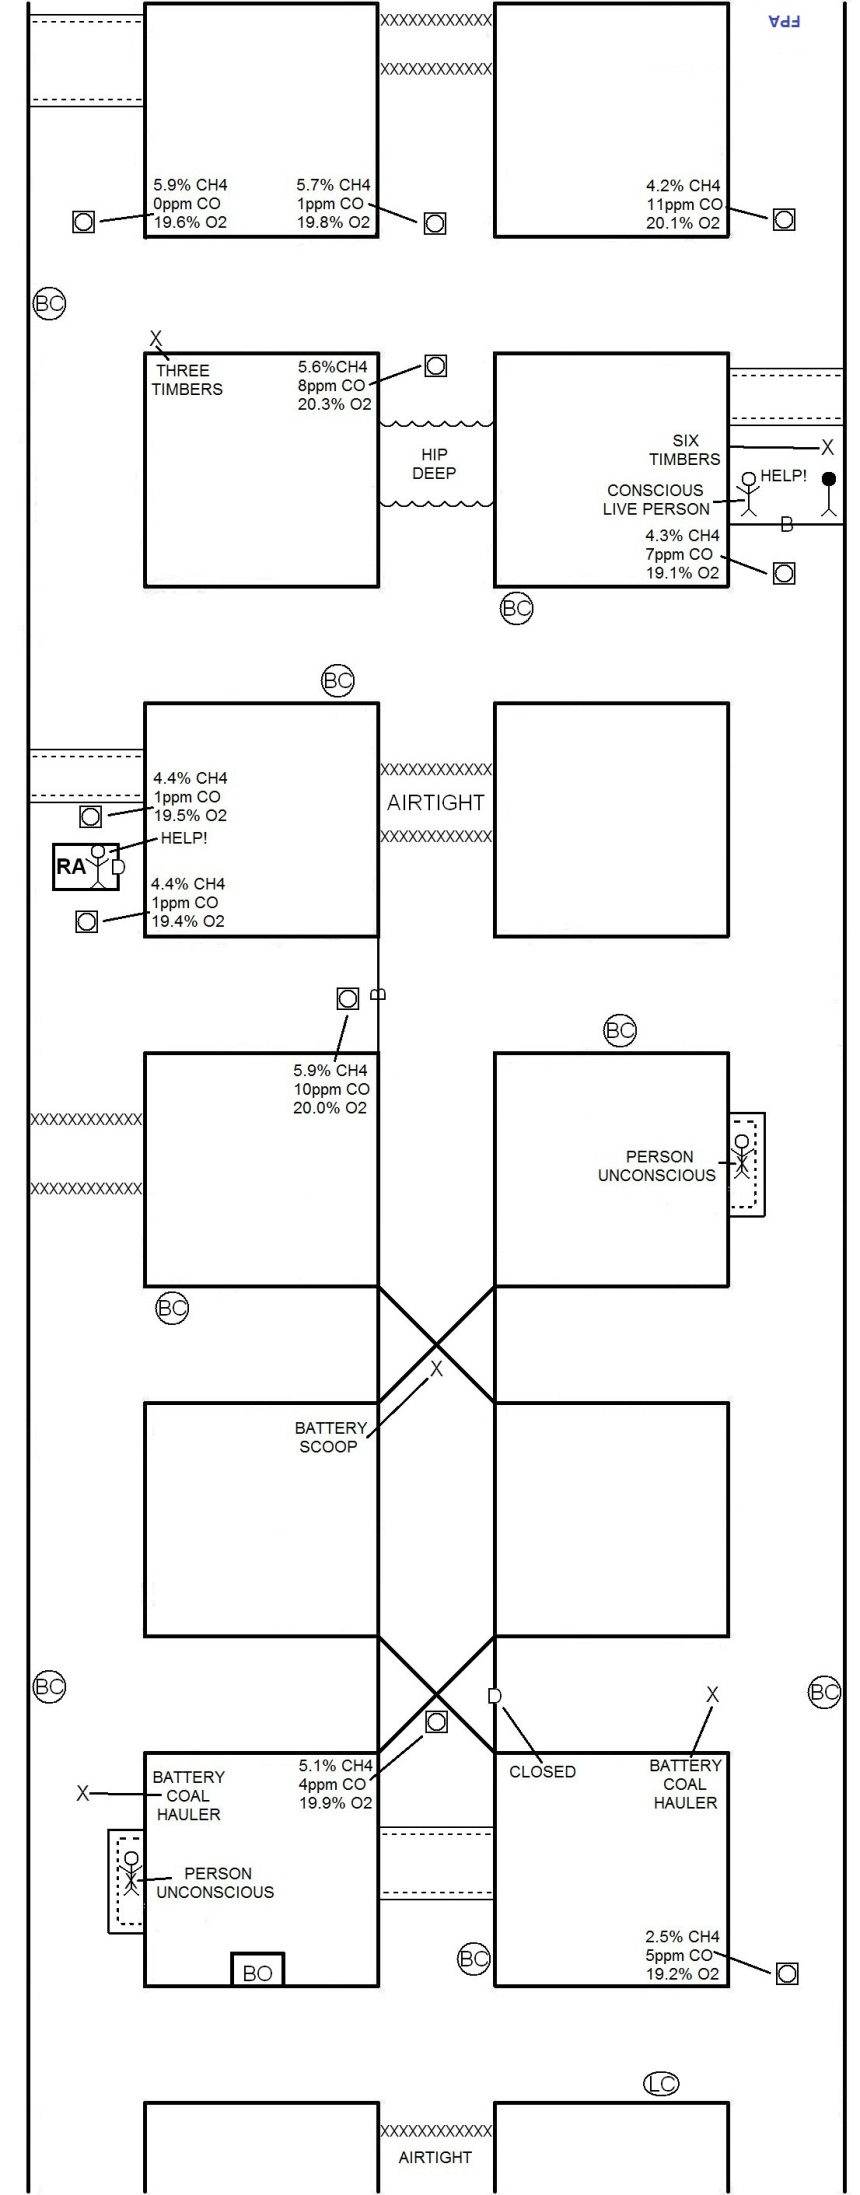 FPA
XXXXXXXXXXXX
XXXXXXXXXXXX
5.9% CH4
0ppm CO
19.6% O2
5.7% CH4
1ppm CO
19.8% O2
4.2% CH4
11ppm CO
20.1% O2
BC
X
THREE
TIMBERS
5.6%CH4
8ppm CO
20.3% O2
HIP
DEEP
SIX
TIMBERS
X
HELP!
CONSCIOUS
LIVE PERSON
B
4.3% CH4
7ppm CO
19.1% O2
BC
BC
XXXXXXXXXXXX
AIRTIGHT
XXXXXXXXXXXX
4.4% CH4
1ppm CO
19.5% O2
HELP!
RA
D
4.4% CH4
1ppm CO
19.4% O2
B
BC
5.9% CH4
10ppm CO
20.0% O2
XXXXXXXXXXXX
XXXXXXXXXXXX
PERSON
UNCONSCIOUS
BC
X
BATTERY
SCOOP
BC
BC
D
X
CLOSED
5.1% CH4
4ppm CO
19.9% O2
X
BATTERY
COAL
HAULER
BATTERY
COAL
HAULER
PERSON
UNCONSCIOUS
BO
BC
2.5% CH4
5ppm CO
19.2% O2
LC
XXXXXXXXXXXX
AIRTIGHT